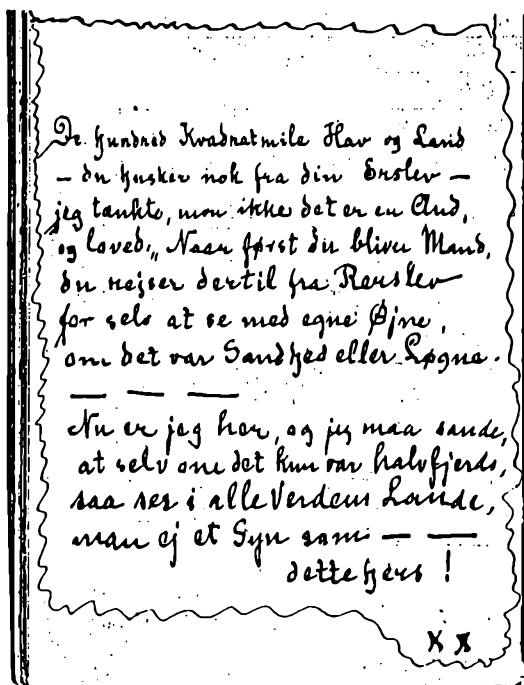 De hundred Kvadratmile Hav og Land
- du husker nok fra din Erslev -
jeg tænkte, mon ikke det er en And,
og loved: "Naar først du bliver Mand,
du rejser dertil fra Rerslev
for selv at se med egne Øjne,
om det var Sandhed eller Løgne.
— — —
Nu er jeg her, og jeg maa sande,
at selv om det kun var halvfjerds,
saa ses i alle Verdens Lande,
man ej et Syn som — —
dette hers!
X X